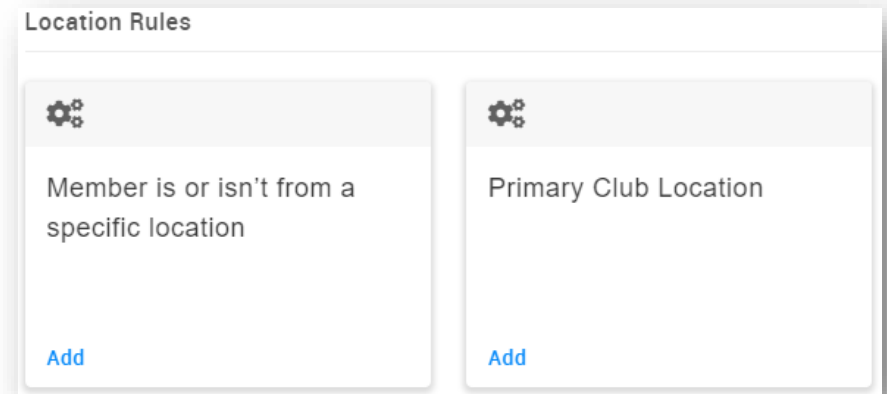 Location Rules
Member is or isn’t from a
specific location
Add
Primary Club Location
Add